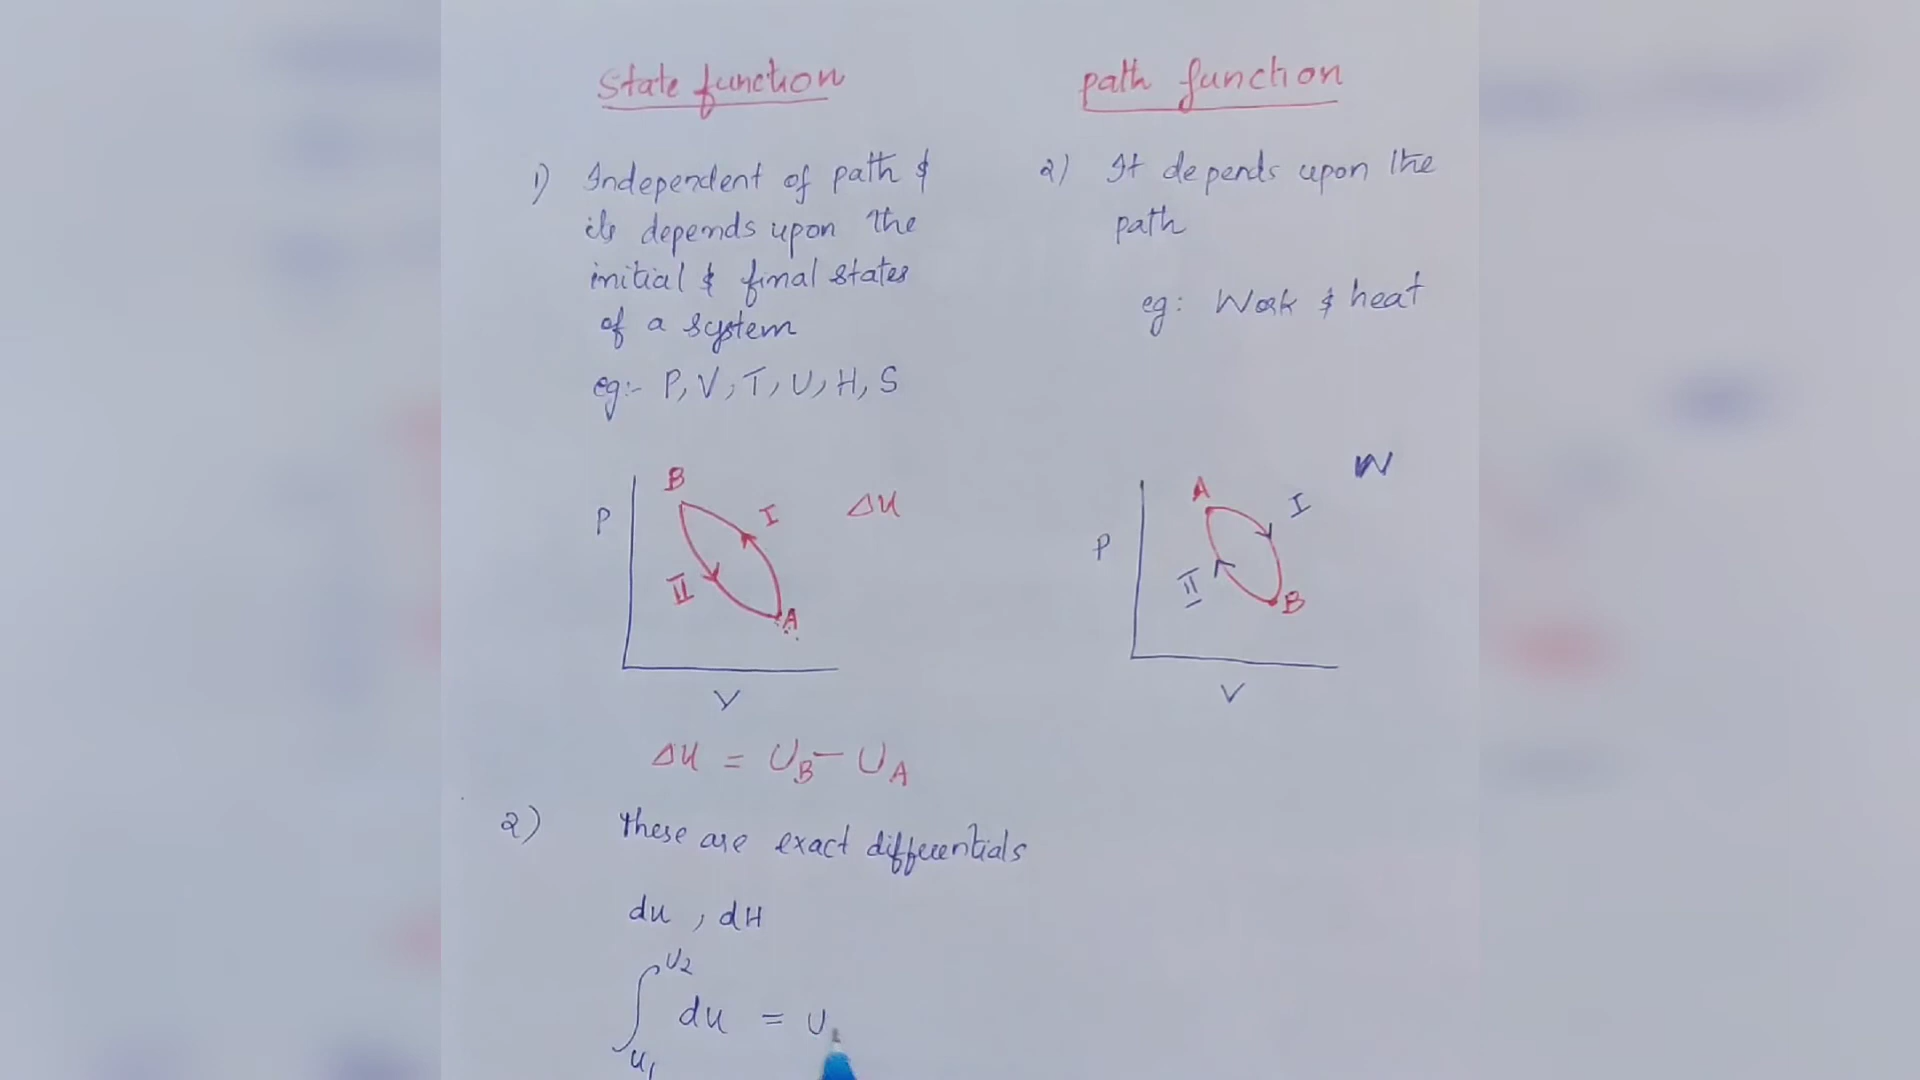 State function
1) Independent of path &
its depends upon the
initial & final states
of a system
eg:- P, V, T, U, H, S
B
I
ΔU
P
II
A
V
ΔU = U_B - U_A
2) These are exact differentials
du, dH
∫_{U1}^{U2} du = U
path function
2) It depends upon the
path
eg: Work & heat
W
A
I
P
II
B
V